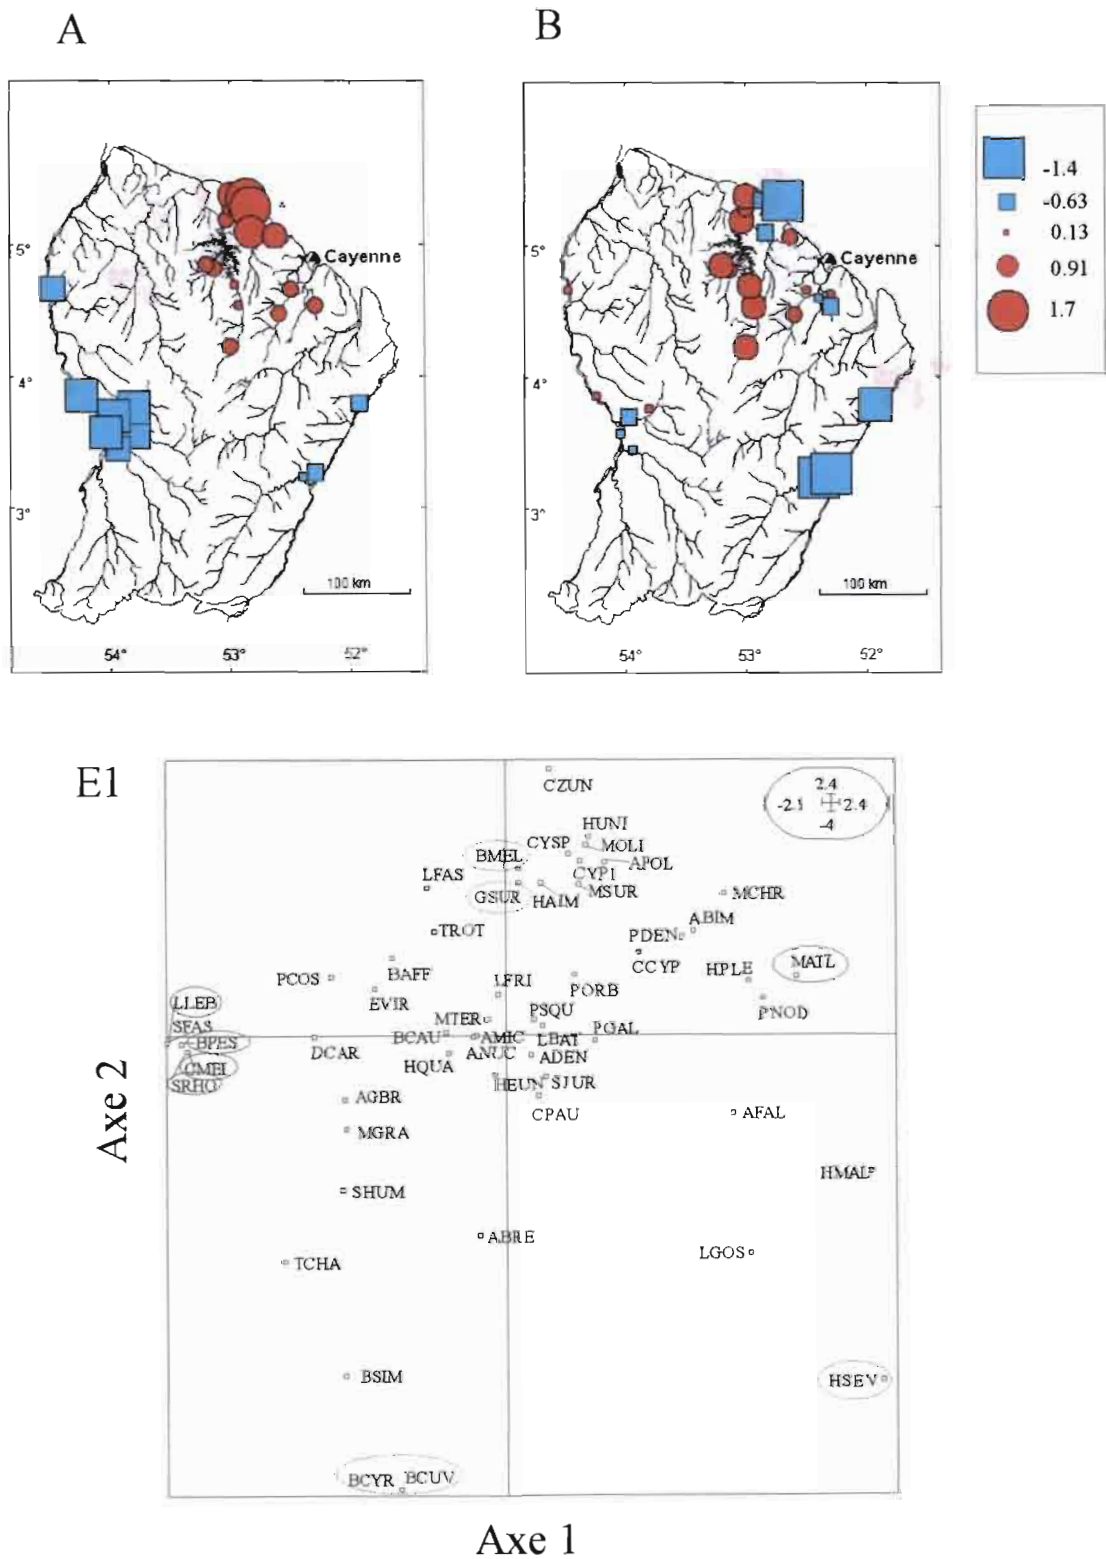 A
B
5°
4°
3°
54°
53°
52°
Cayenne
100 km
5°
4°
3°
54°
53°
52°
Cayenne
100 km
-1.4
-0.63
0.13
0.91
1.7
E1
2.4
-2.1
2.4
-4
CZUN
HUNI
CYSP
MOLI
BMEL
APOL
LFAS
CYPI
GSUR
HAIM
MSUR
MCHR
TROT
ABIM
PDEN
BAFF
CCYP
HPLE
MATL
PCOS
LFRI
PORB
EVIR
PNOD
LLEB
MTER
PSQU
SFAS
BPES
BCAU
AMIC
LBAT
PGAL
DCAR
ANUC
ADEN
CMEL
HQUA
SRHO
HEUN
SJUR
AGBR
CPAU
AFAL
MGRA
HMAL
SHUM
ABRE
LGOS
TCHA
BSIM
HSEV
BCYR
BCUV
Axe 2
Axe 1